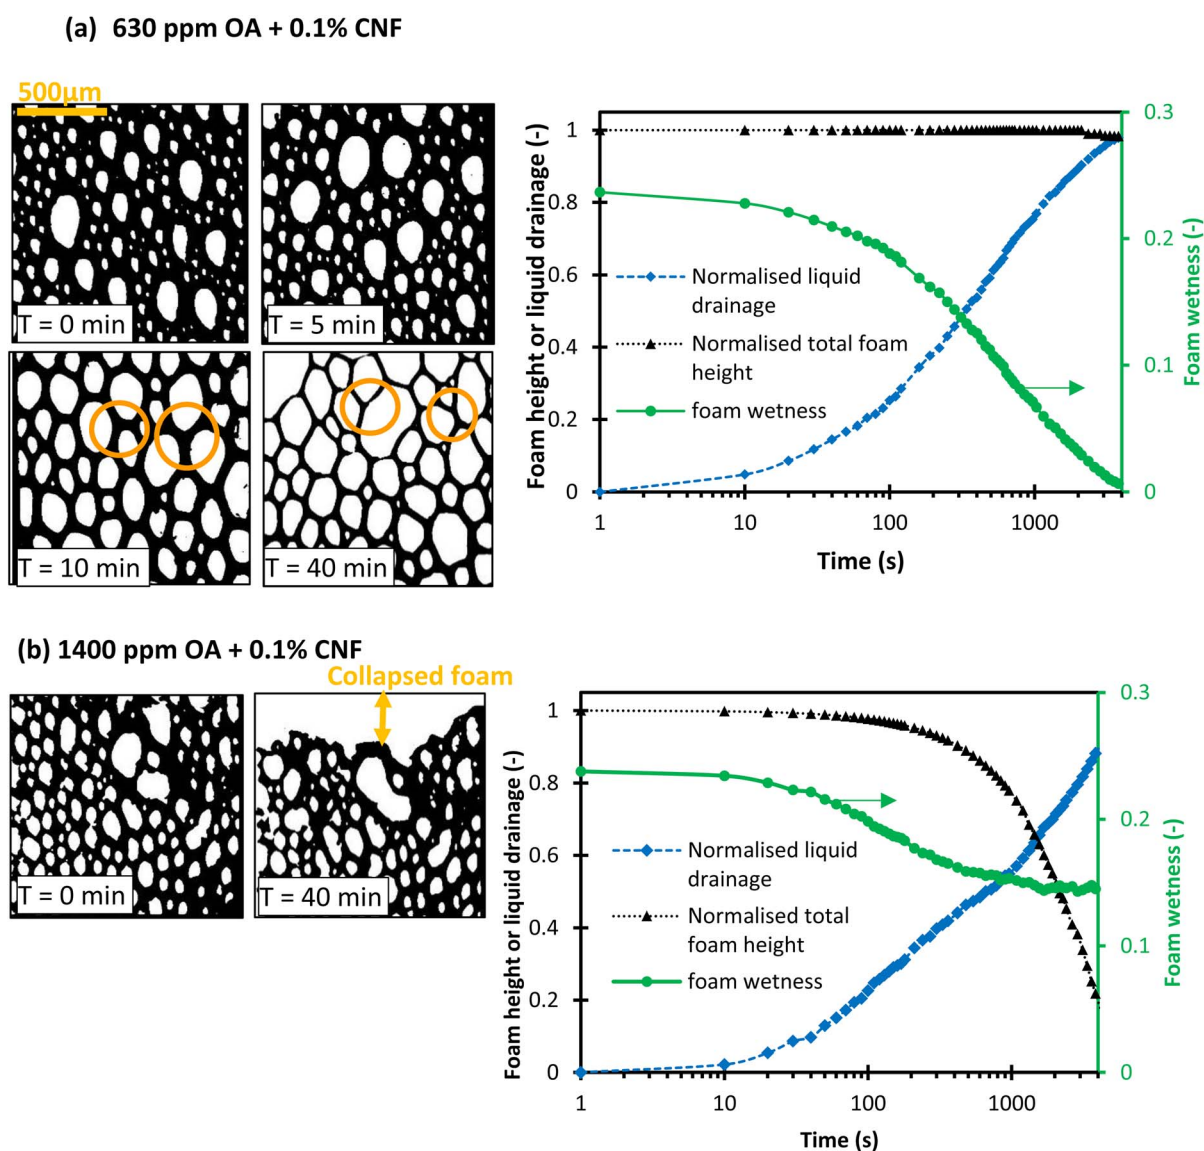 (a) 630 ppm OA + 0.1% CNF
500µm
T = 0 min
T = 5 min
T = 10 min
T = 40 min
Foam height or liquid drainage (-)
1
0.8
0.6
0.4
0.2
0
Normalised liquid
drainage
Normalised total foam
height
foam wetness
0.3
0.2
0.1
0
Foam wetness (-)
1
10
100
1000
Time (s)
(b) 1400 ppm OA + 0.1% CNF
Collapsed foam
T = 0 min
T = 40 min
Foam height or liquid drainage (-)
1
0.8
0.6
0.4
0.2
0
Normalised liquid
drainage
Normalised total
foam height
foam wetness
0.3
0.2
0.1
0
Foam wetness (-)
1
10
100
1000
Time (s)